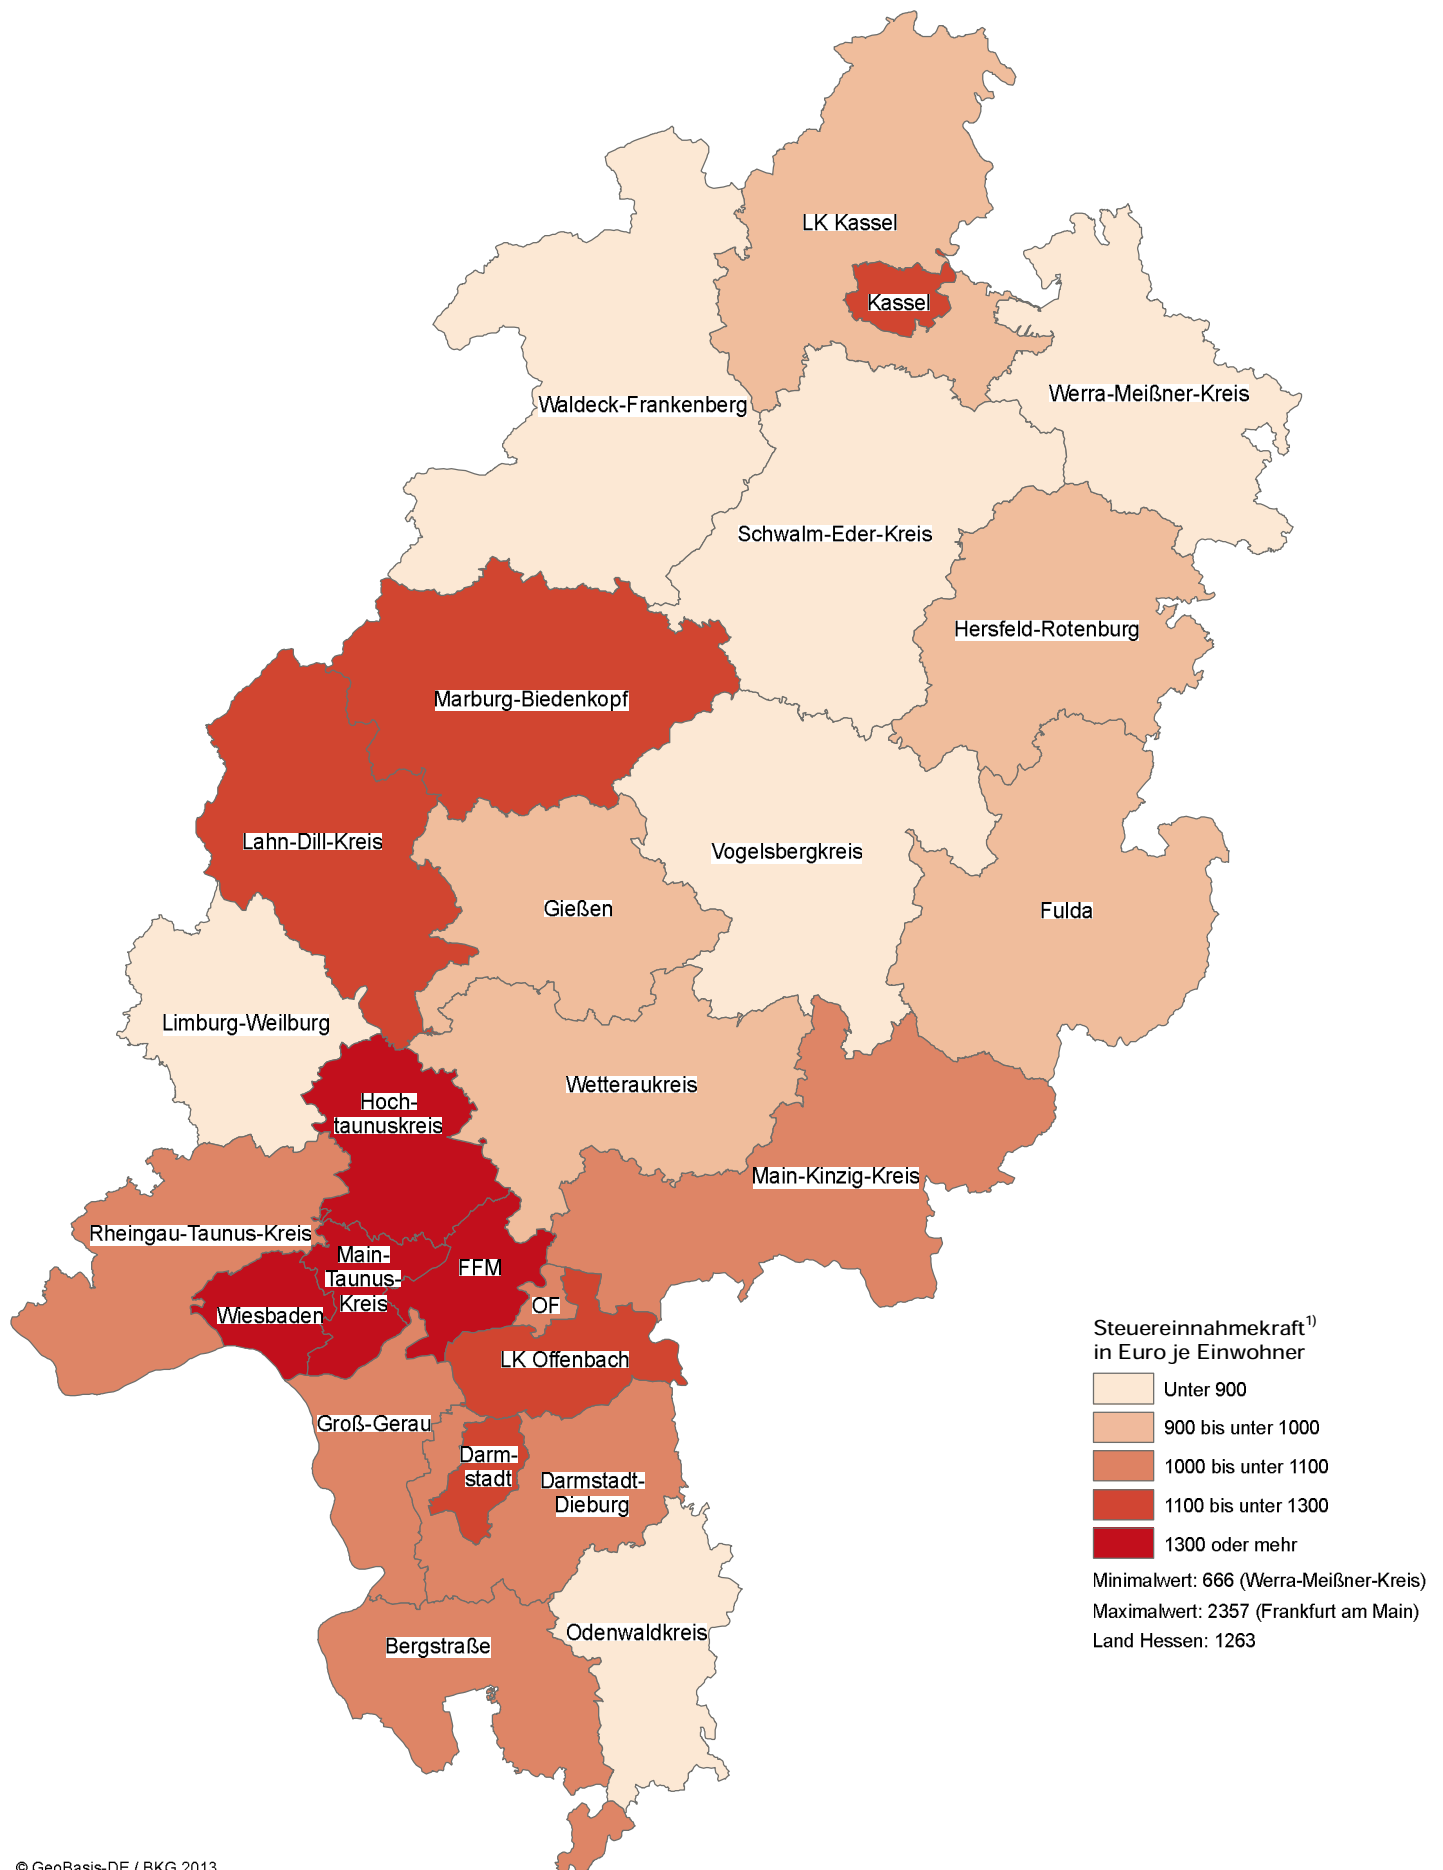 LK Kassel
Kassel
Werra-Meißner-Kreis
Waldeck-Frankenberg
Schwalm-Eder-Kreis
Hersfeld-Rotenburg
Marburg-Biedenkopf
Lahn-Dill-Kreis
Vogelsbergkreis
Gießen
Fulda
Limburg-Weilburg
Wetteraukreis
Hoch-
taunuskreis
Main-Kinzig-Kreis
Rheingau-Taunus-Kreis
Main-
Taunus-
Kreis
FFM
OF
Wiesbaden
LK Offenbach
Groß-Gerau
Darm-
stadt
Darmstadt-
Dieburg
Odenwaldkreis
Bergstraße
Steuereinnahmekraft1)
in Euro je Einwohner
Unter 900
900 bis unter 1000
1000 bis unter 1100
1100 bis unter 1300
1300 oder mehr
Minimalwert: 666 (Werra-Meißner-Kreis)
Maximalwert: 2357 (Frankfurt am Main)
Land Hessen: 1263
© GeoBasis-DE / BKG 2013